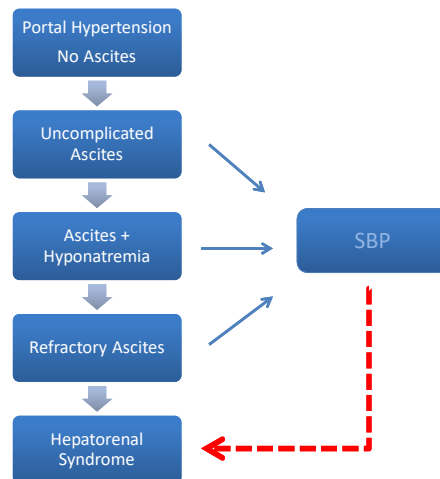 Portal Hypertension
No Ascites
Uncomplicated
Ascites
Ascites +
Hyponatremia
SBP
Refractory Ascites
Hepatorenal
Syndrome